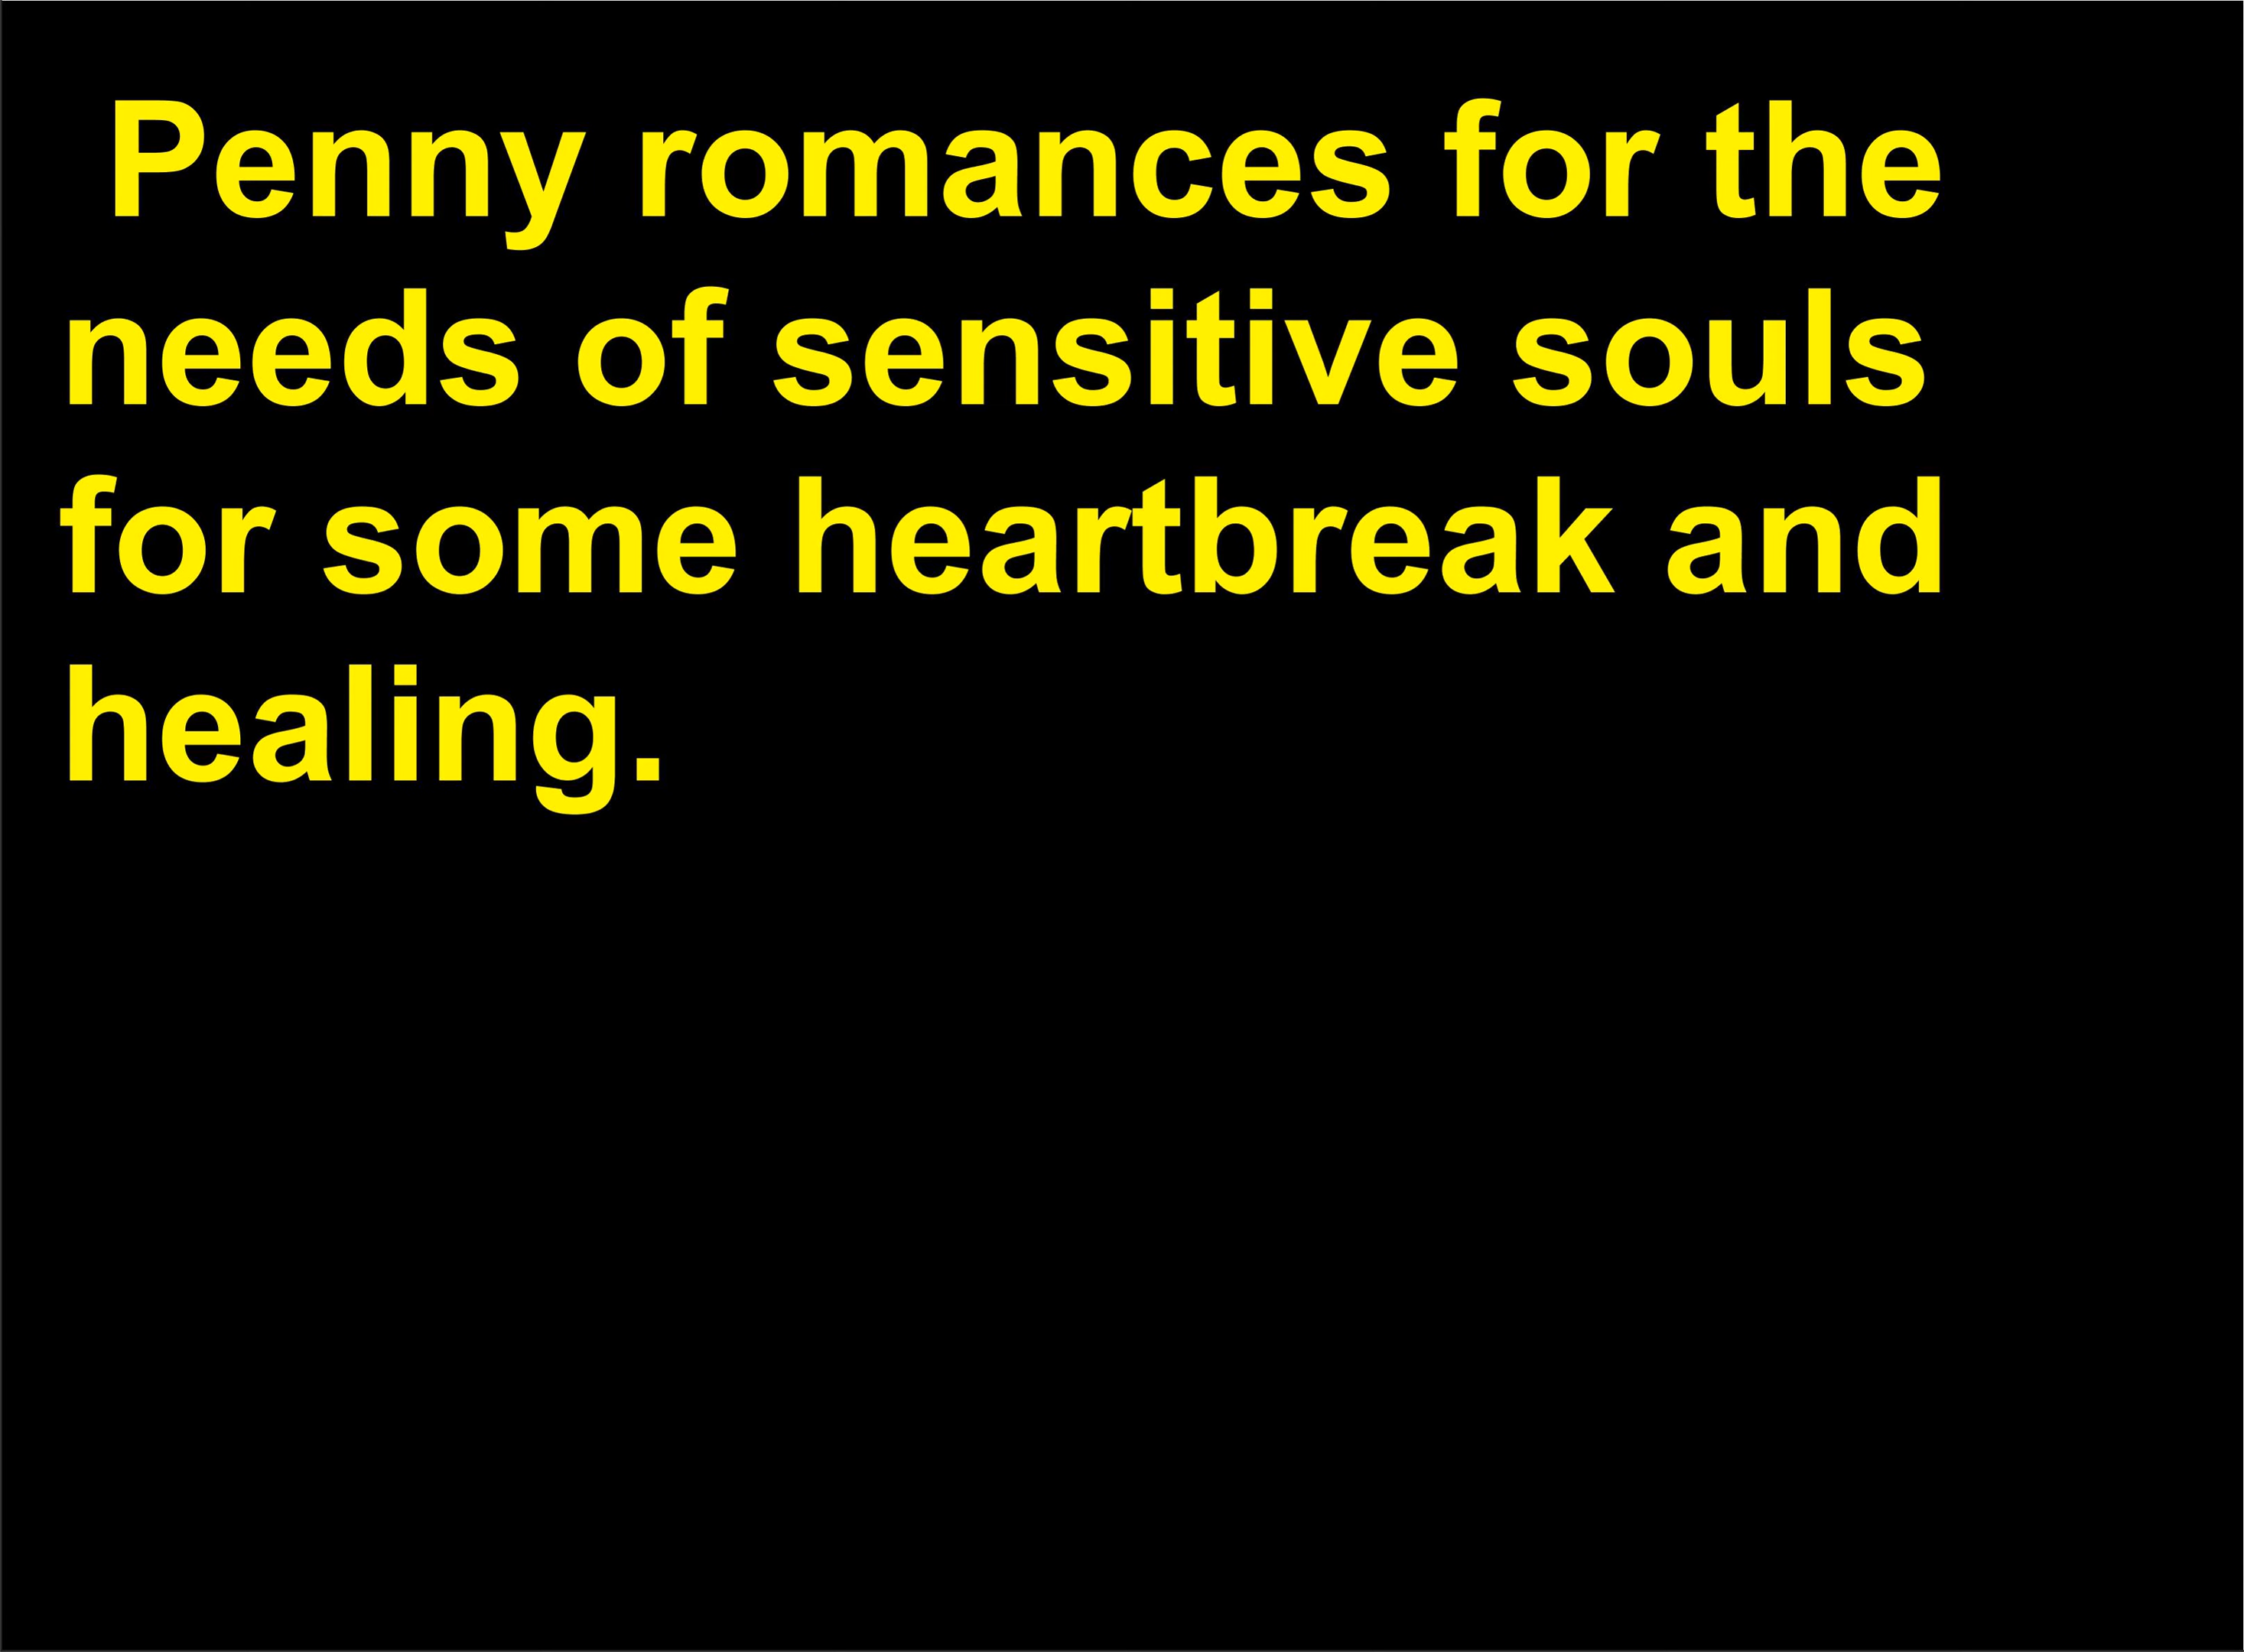 Penny romances for the
needs of sensitive souls
for some heartbreak and
healing.